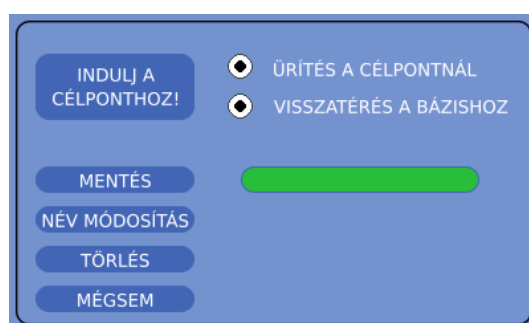 INDULJ A
CÉLPONTHOZ!
ÜRÍTÉS A CÉLPONTNÁL
VISSZATÉRÉS A BÁZISHOZ
MENTÉS
NÉV MÓDOSÍTÁS
TÖRLÉS
MÉGSEM